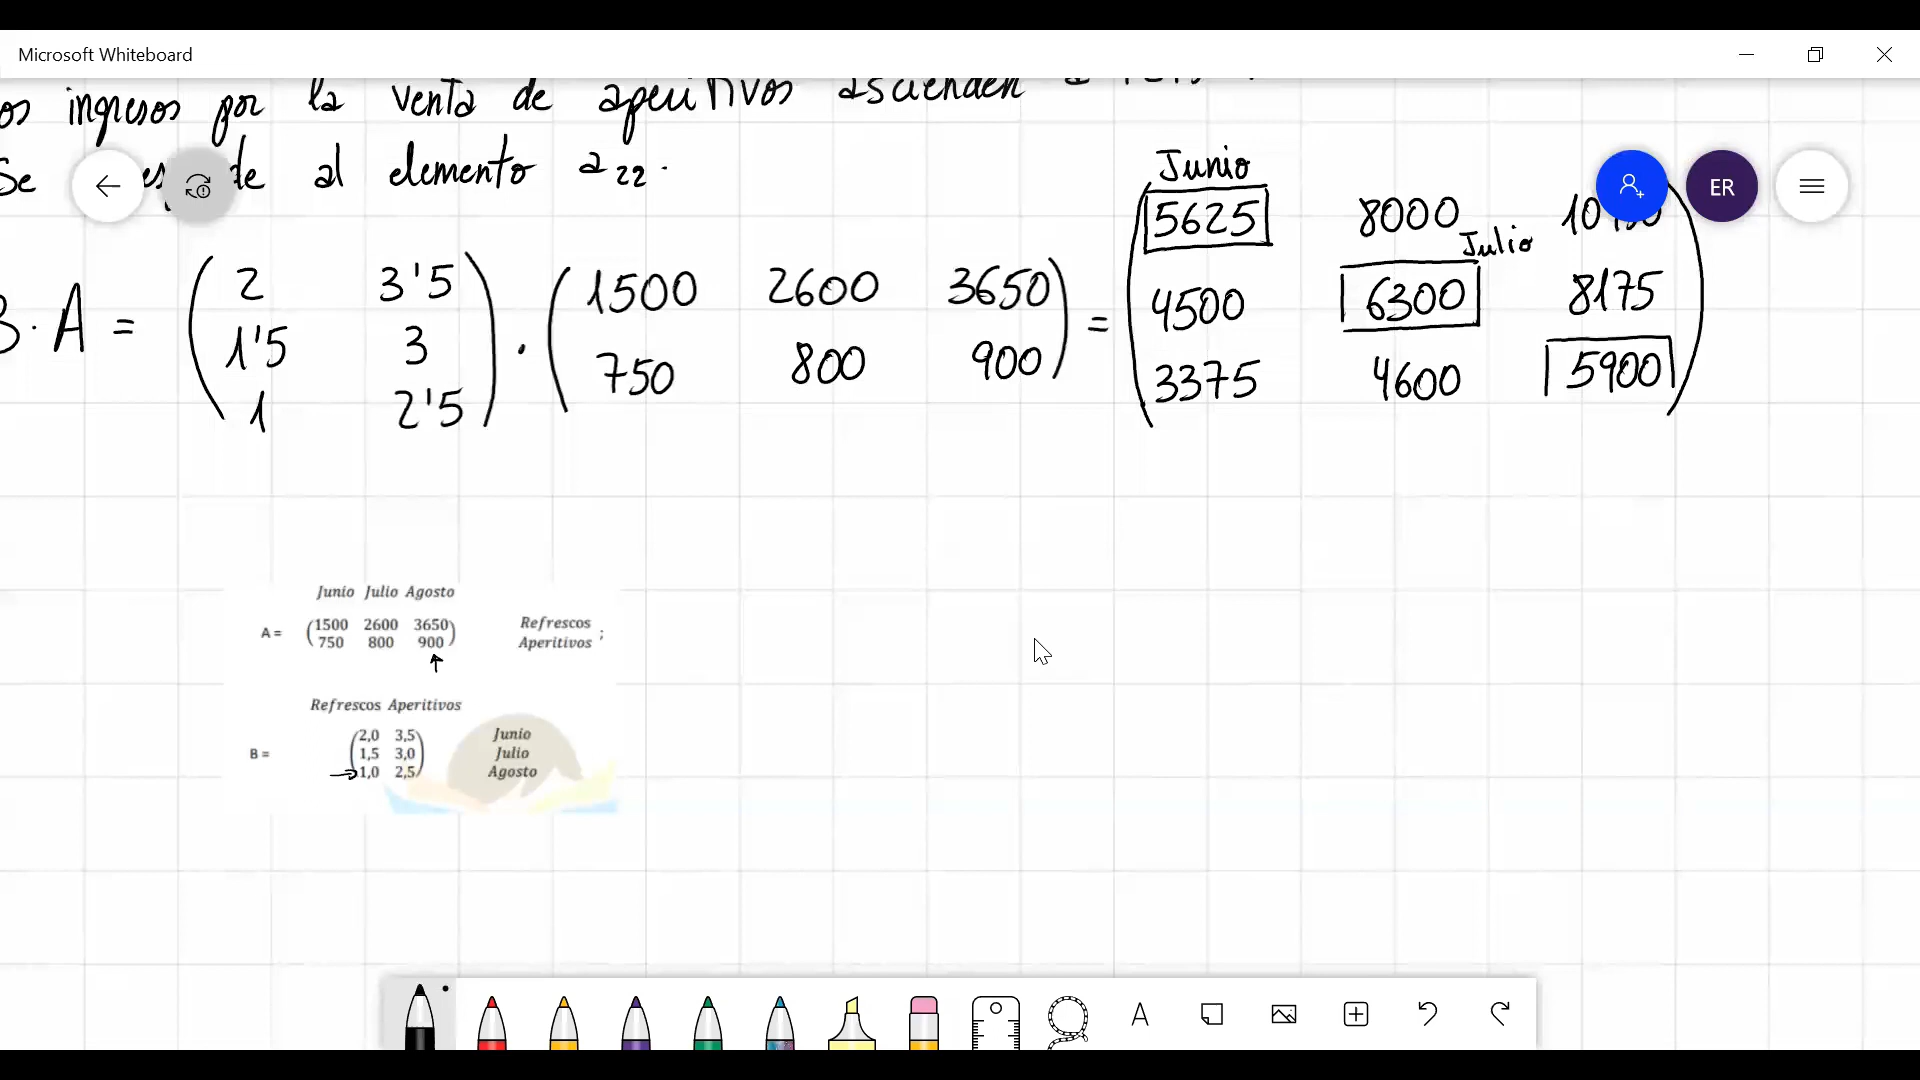 Microsoft Whiteboard
os ingresos por la venta de aperitivos ascienden a
Se de al elemento a22.
Junio
5625 8000
Julio
ER
B·A = (2 3'5 1'5 3 1 2'5) · (1500 2600 3650 750 800 900) =
4500 6300 8175
3375 4600 5900
Junio Julio Agosto
A = (1500 2600 3650) Refrescos
750 800 900 Aperitivos ;
Refrescos Aperitivos
(2,0 3,5) Junio
B = 1,5 3,0 Julio
1,0 2,5 Agosto
A